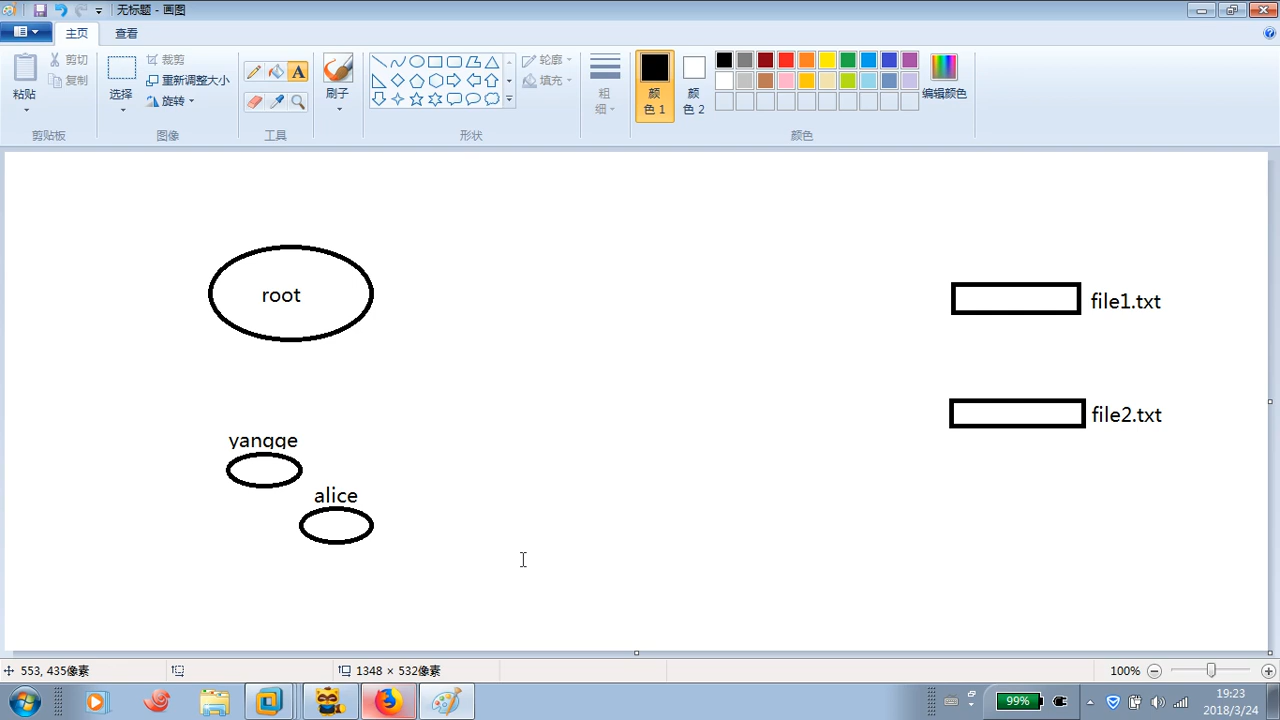 无标题 - 画图
主页
查看
粘贴
剪切
复制
剪贴板
选择
裁剪
重新调整大小
旋转
图像
A
工具
刷子
轮廓
填充
形状
粗
细
颜
色 1
颜
色 2
编辑颜色
颜色
root
file1.txt
yangge
file2.txt
alice
553, 435像素
1348 × 532像素
100%
99%
19:23
2018/3/24